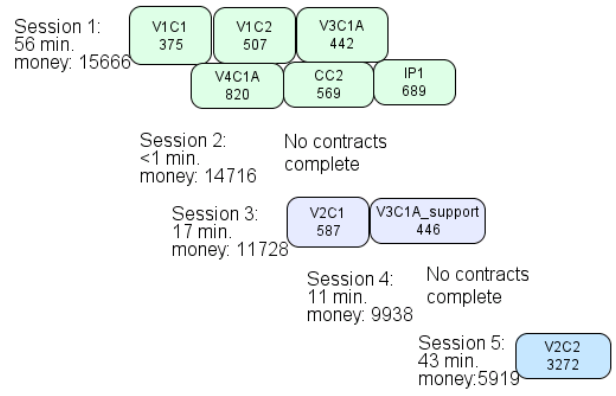 Session 1:
56 min.
money: 15666
V1C1
375
V1C2
507
V3C1A
442
V4C1A
820
CC2
569
IP1
689
Session 2:
<1 min.
money: 14716
No contracts
complete
Session 3:
17 min.
money: 11728
V2C1
587
V3C1A_support
446
Session 4:
11 min.
money: 9938
No contracts
complete
Session 5:
43 min.
money:5919
V2C2
3272